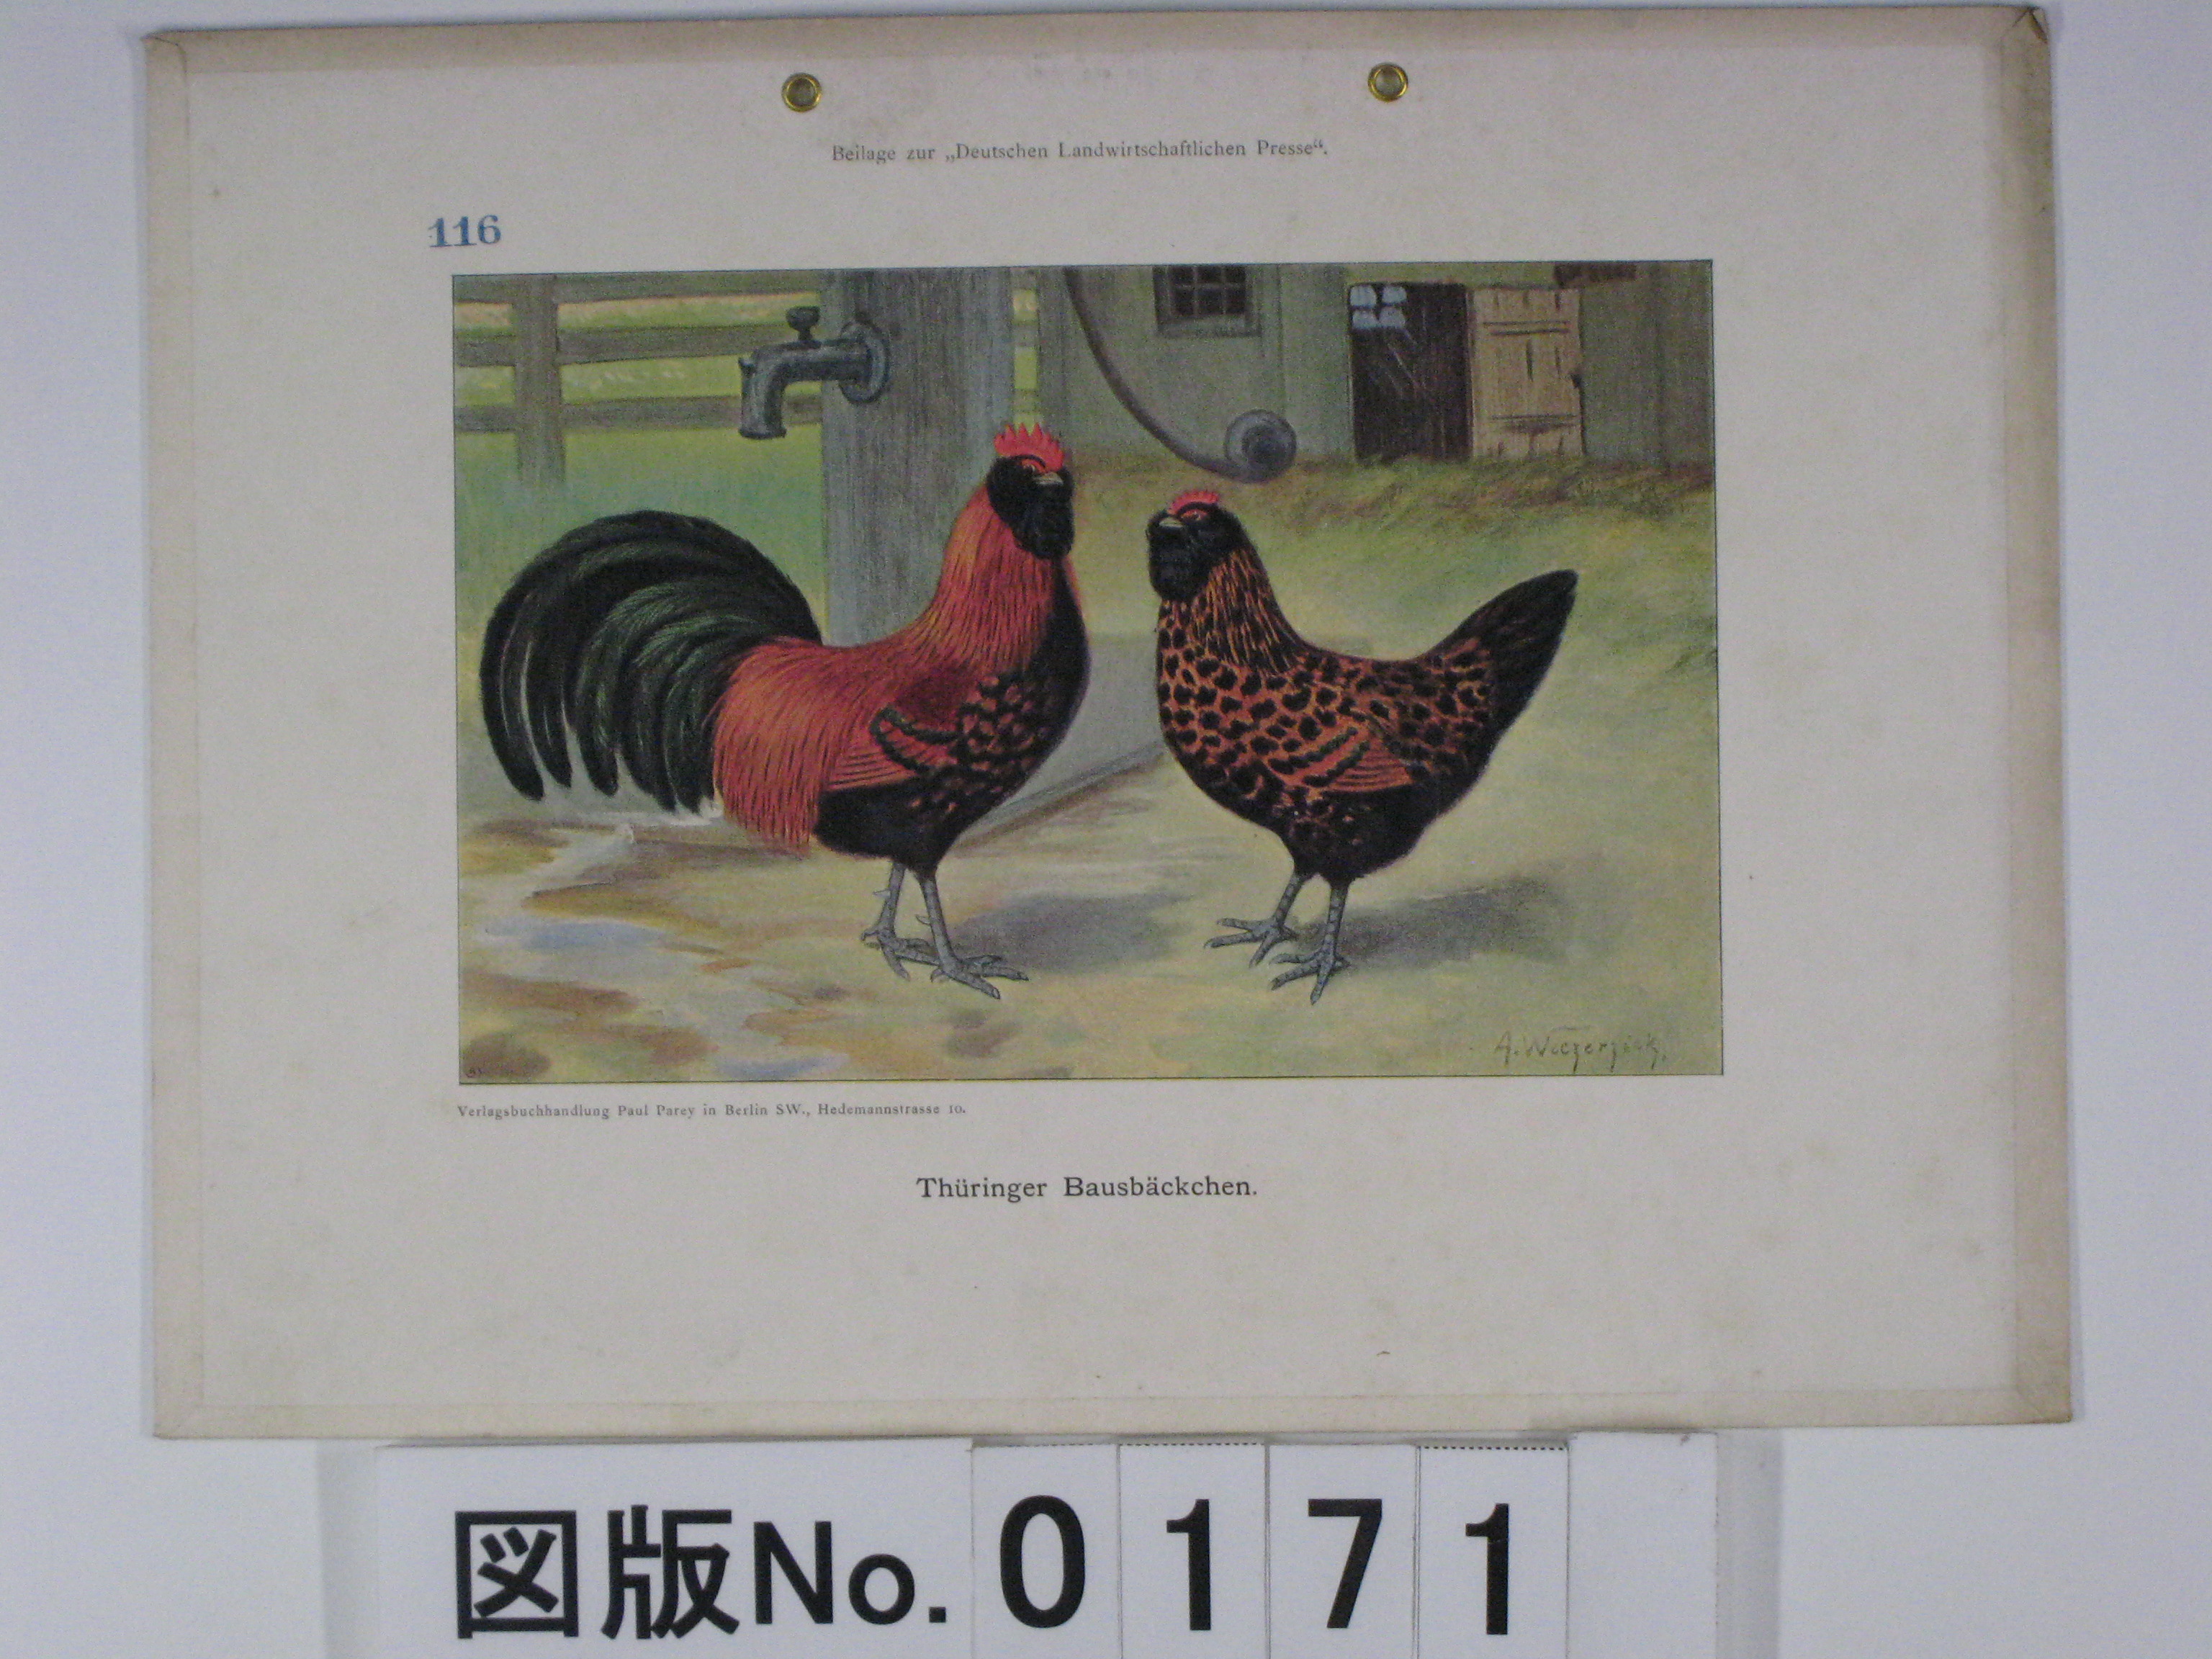 Beilage zur „Deutschen Landwirtschaftlichen Presse“.
116
Verlagsbuchhandlung Paul Parey in Berlin SW., Hedemannstrasse 10.
Thüringer Bausbäckchen.
図版No. 0171